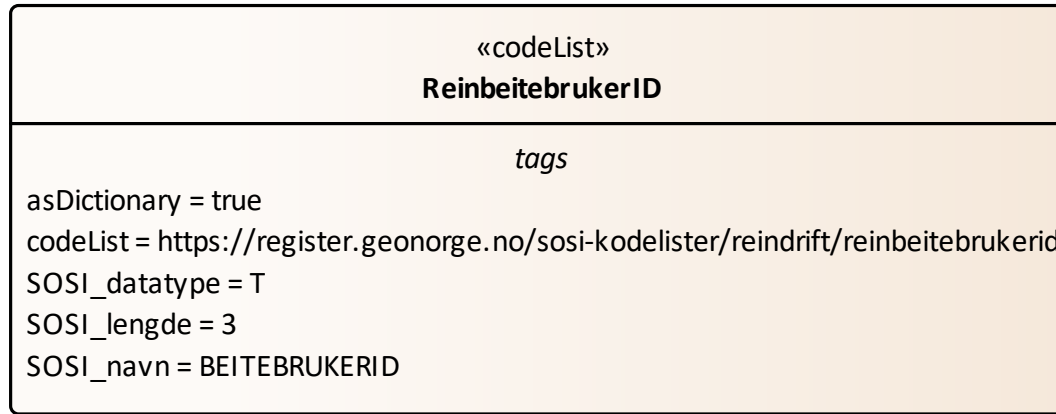 «codeList»
ReinbeitebrukerID
tags
asDictionary = true
codeList = https://register.geonorge.no/sosi-kodelister/reindrift/reinbeitebrukerid
SOSI_datatype = T
SOSI_lengde = 3
SOSI_navn = BEITEBRUKERID